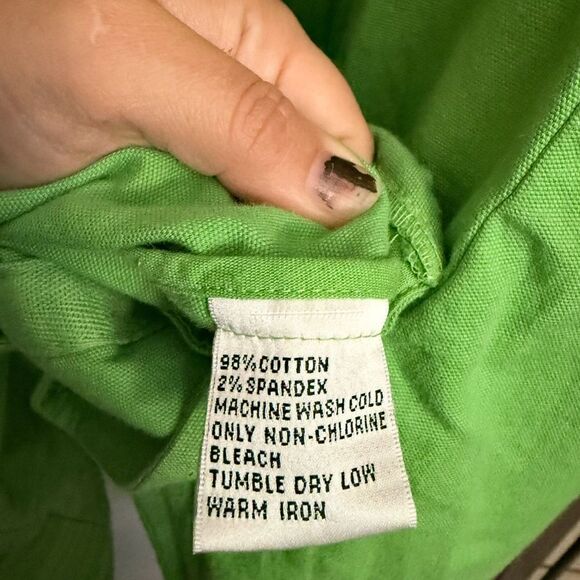 98% COTTON
2% SPANDEX
MACHINE WASH COLD
ONLY NON-CHLORINE
BLEACH
TUMBLE DRY LOW
WARM IRON